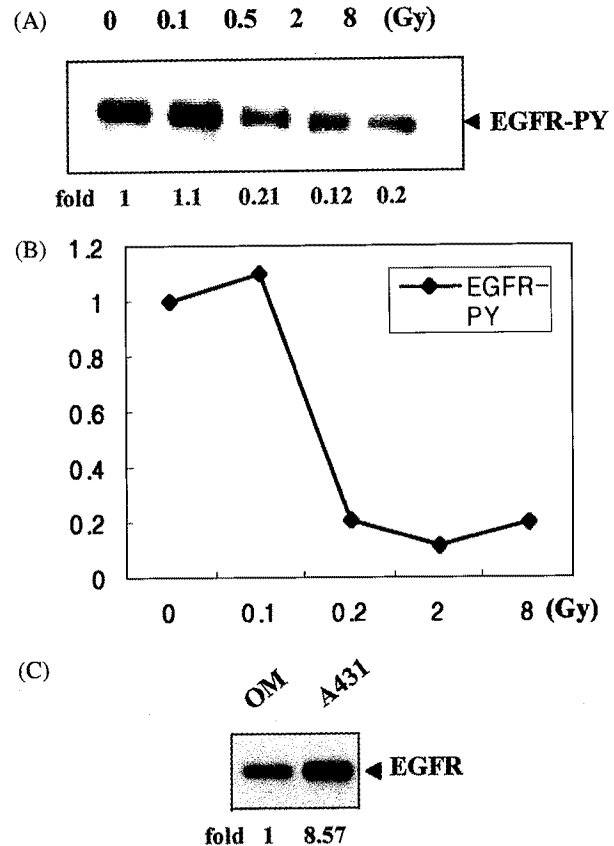 (A) 0 0.1 0.5 2 8 (Gy)
EGFR-PY
fold 1 1.1 0.21 0.12 0.2
(B)
1.2
1
0.8
0.6
0.4
0.2
0
EGFR-
PY
0 0.1 0.2 2 8 (Gy)
(C)
OM A431
EGFR
fold 1 8.57